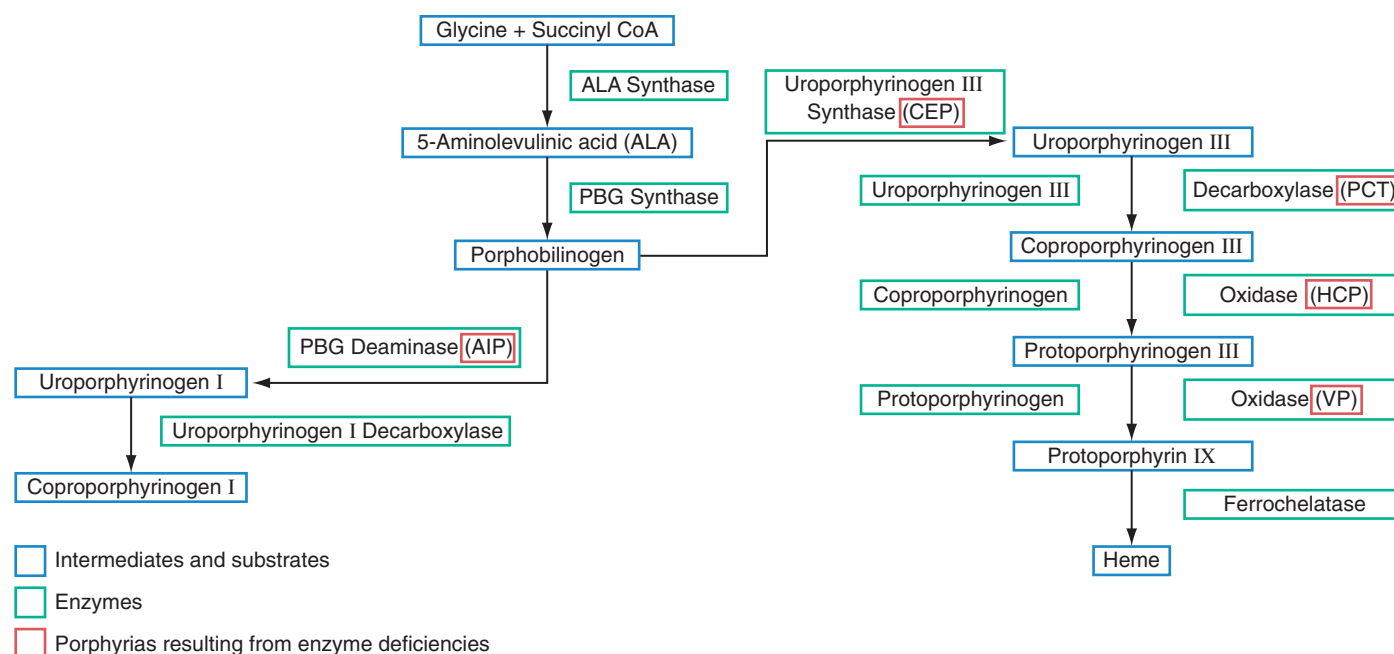 Glycine + Succinyl CoA
ALA Synthase
5-Aminolevulinic acid (ALA)
PBG Synthase
Porphobilinogen
Uroporphyrinogen III
Synthase (CEP)
Uroporphyrinogen III
Uroporphyrinogen III
Decarboxylase (PCT)
Coproporphyrinogen III
Coproporphyrinogen
Oxidase (HCP)
Protoporphyrinogen III
Protoporphyrinogen
Oxidase (VP)
Protoporphyrin IX
Ferrochelatase
Heme
PBG Deaminase (AIP)
Uroporphyrinogen I
Uroporphyrinogen I Decarboxylase
Coproporphyrinogen I
Intermediates and substrates
Enzymes
Porphyrias resulting from enzyme deficiencies